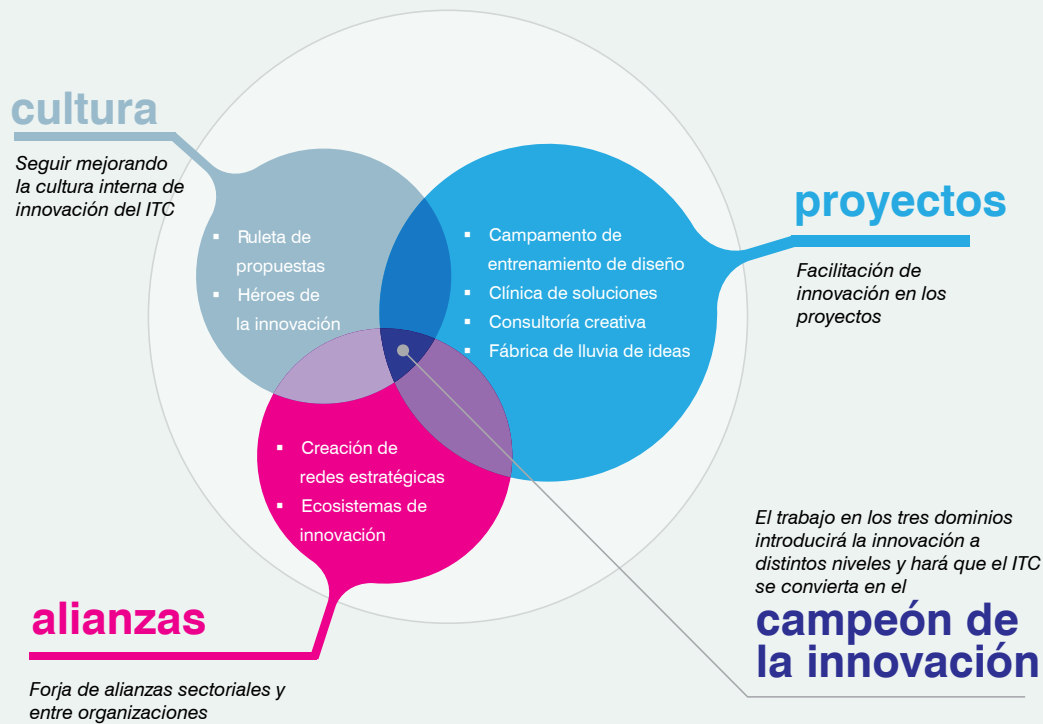 cultura
Seguir mejorando
la cultura interna de
innovación del ITC
▪ Ruleta de
propuestas
▪ Héroes de
la innovación
proyectos
Facilitación de
innovación en los
proyectos
▪ Campamento de
entrenamiento de diseño
▪ Clínica de soluciones
▪ Consultoría creativa
▪ Fábrica de lluvia de ideas
▪ Creación de
redes estratégicas
▪ Ecosistemas de
innovación
alianzas
Forja de alianzas sectoriales y
entre organizaciones
El trabajo en los tres dominios
introducirá la innovación a
distintos niveles y hará que el ITC
se convierta en el
campeón de
la innovación